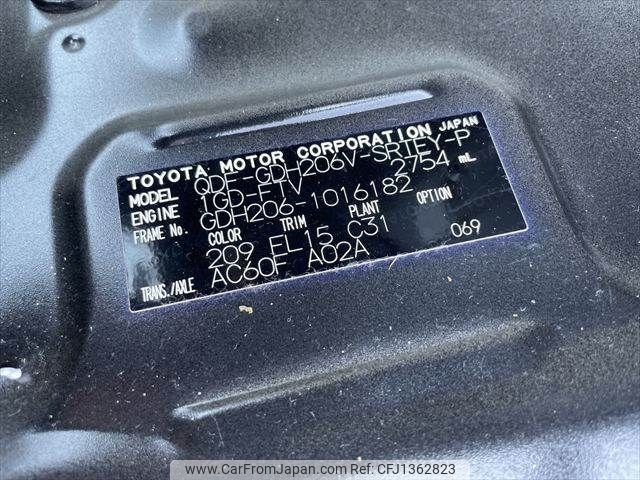 TOYOTA MOTOR CORPORATION JAPAN
MODEL QDF-GDH206V-SRTEY-P
ENGINE 1GD-FTV 2754 mL
FRAME No. GDH206-1016182
COLOR TRIM PLANT OPTION
209 FL15 C31 069
TRANS./AXLE AC60F A02A
www.CarFromJapan.com - CFJ1362823